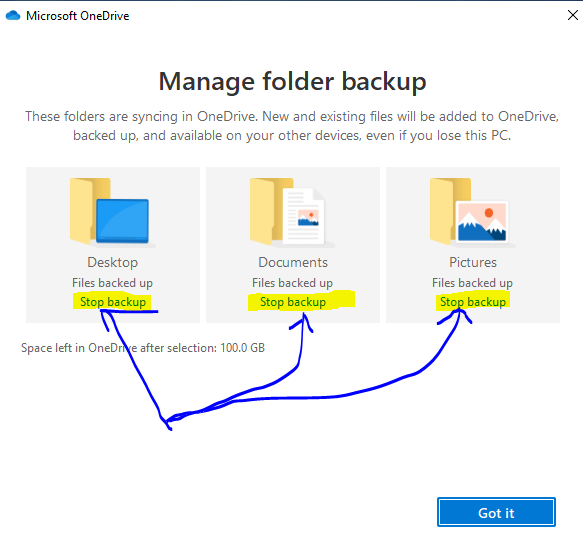 Microsoft OneDrive
Manage folder backup
These folders are syncing in OneDrive. New and existing files will be added to OneDrive,
backed up, and available on your other devices, even if you lose this PC.
Desktop
Files backed up
Stop backup
Documents
Files backed up
Stop backup
Pictures
Files backed up
Stop backup
Space left in OneDrive after selection: 100.0 GB
Got it